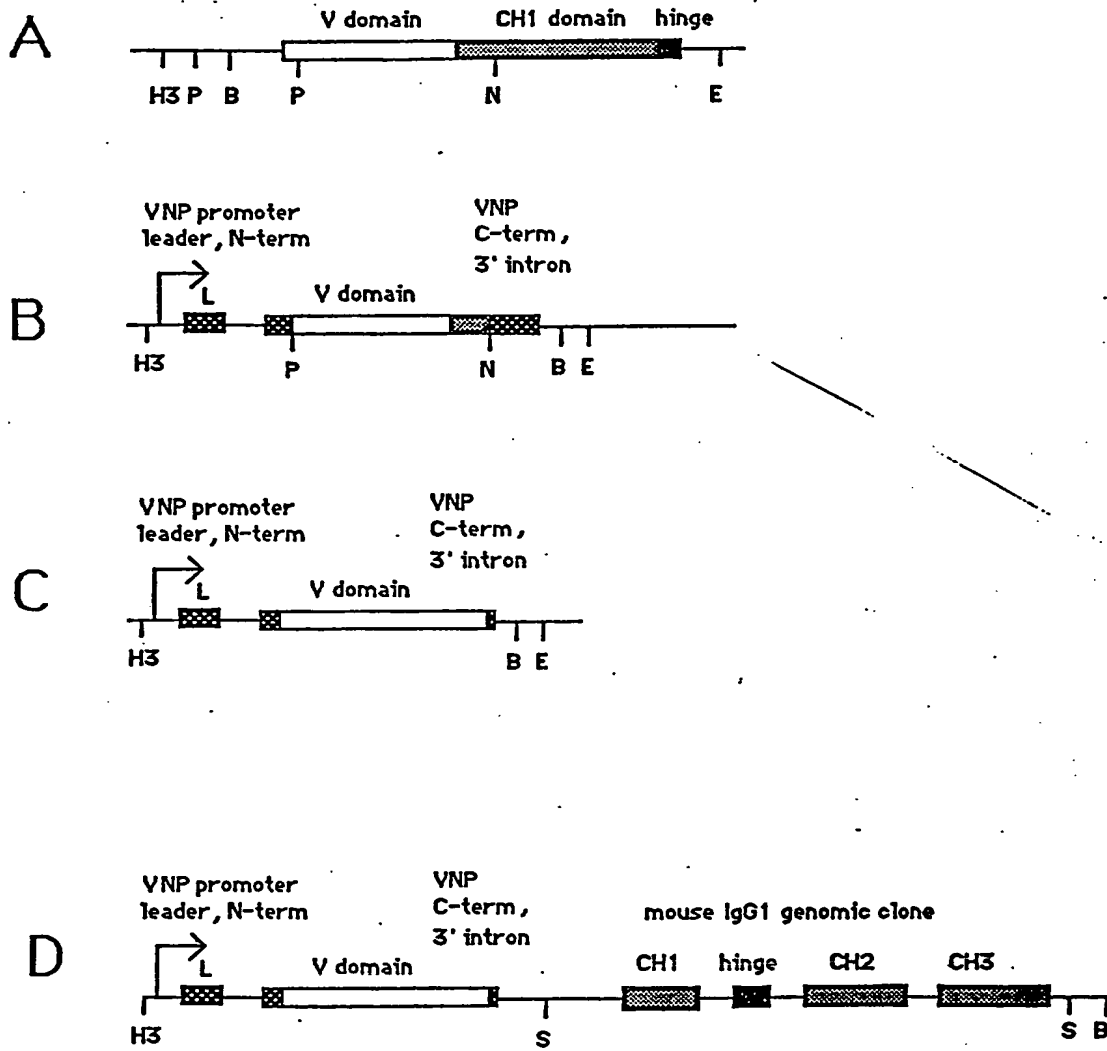 A
V domain
CH1 domain
hinge
H3 P B P N E
B
VNP promoter
leader, N-term
VNP
C-term,
3' intron
L
V domain
H3 P N B E
C
VNP promoter
leader, N-term
VNP
C-term,
3' intron
L
V domain
H3 B E
D
VNP promoter
leader, N-term
VNP
C-term,
3' intron
mouse IgG1 genomic clone
L
V domain
CH1 hinge CH2 CH3
H3 S S B